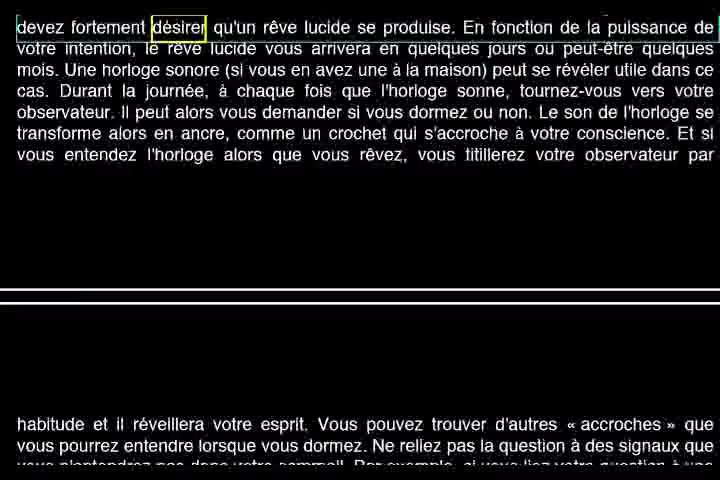 devez fortement désirer qu'un rêve lucide se produise. En fonction de la puissance de
votre intention, le rêve lucide vous arrivera en quelques jours ou peut-être quelques
mois. Une horloge sonore (si vous en avez une à la maison) peut se révéler utile dans ce
cas. Durant la journée, à chaque fois que l'horloge sonne, tournez-vous vers votre
observateur. Il peut alors vous demander si vous dormez ou non. Le son de l'horloge se
transforme alors en ancre, comme un crochet qui s'accroche à votre conscience. Et si
vous entendez l'horloge alors que vous rêvez, vous titillerez votre observateur par
habitude et il réveillera votre esprit. Vous pouvez trouver d'autres « accroches » que
vous pourrez entendre lorsque vous dormez. Ne reliez pas la question à des signaux que